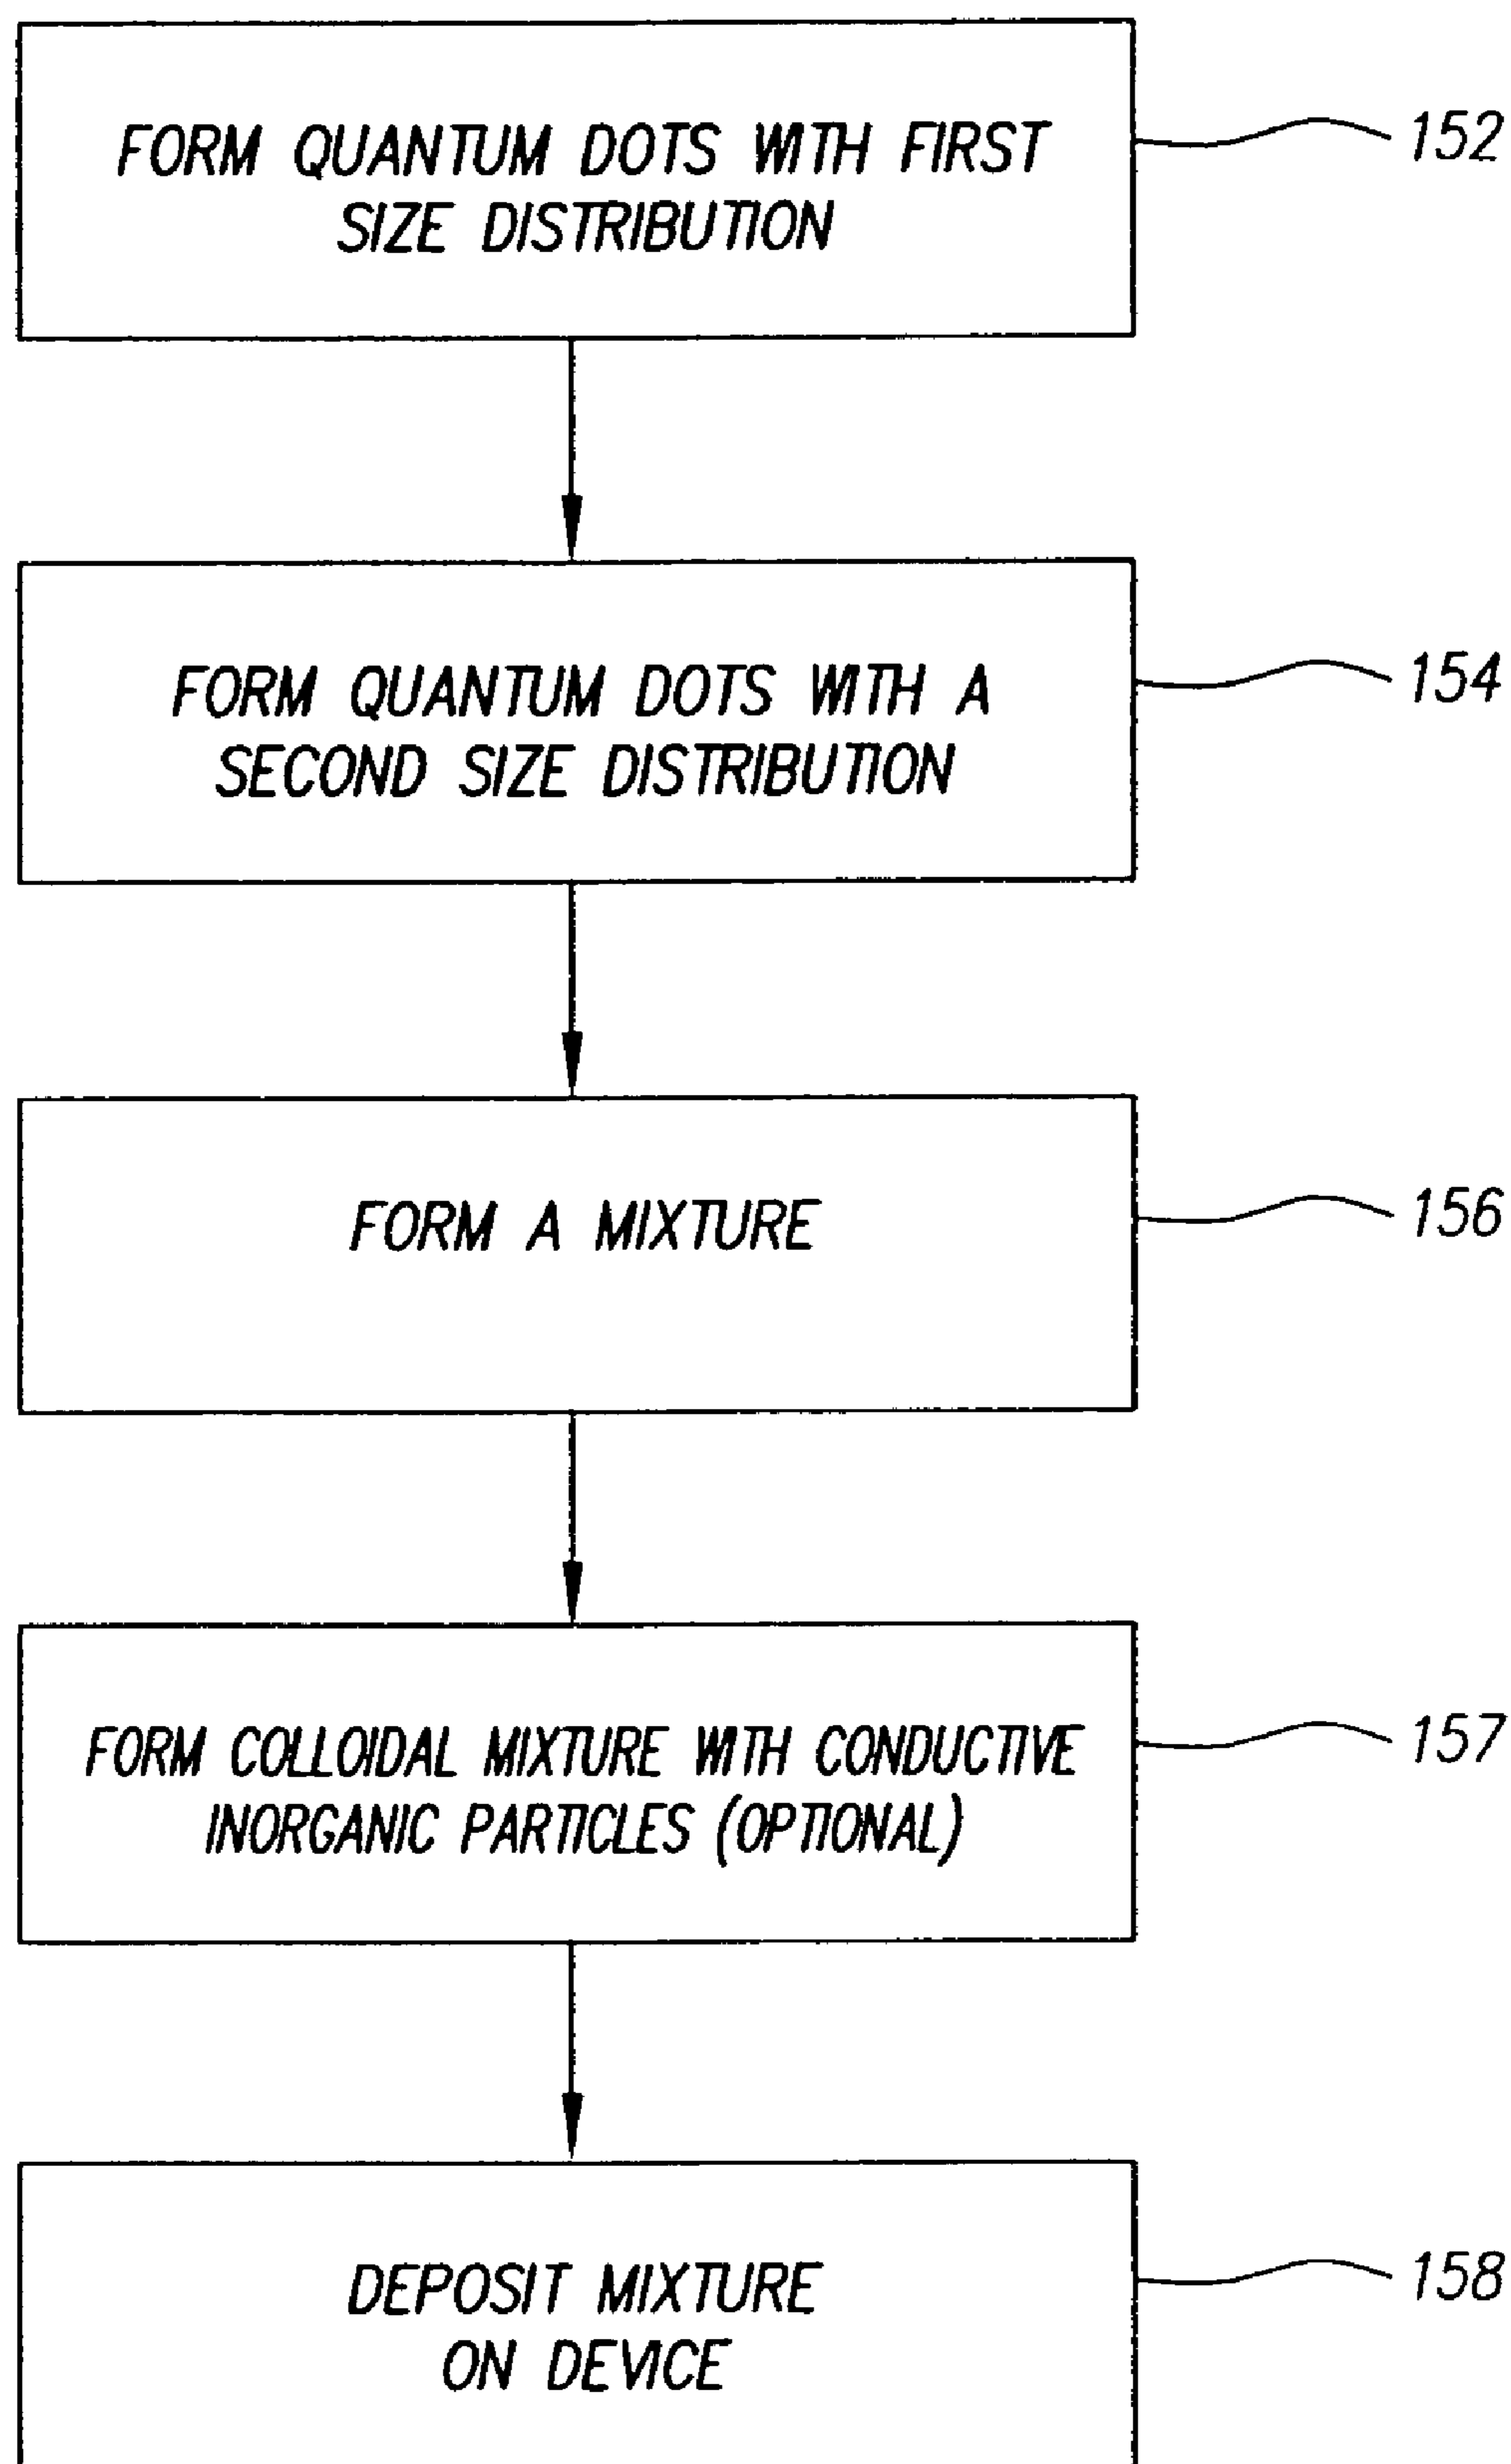 FORM QUANTUM DOTS WITH FIRST
SIZE DISTRIBUTION
152
FORM QUANTUM DOTS WITH A
SECOND SIZE DISTRIBUTION
154
FORM A MIXTURE
156
FORM COLLOIDAL MIXTURE WITH CONDUCTIVE
INORGANIC PARTICLES (OPTIONAL)
157
DEPOSIT MIXTURE
ON DEVICE
158